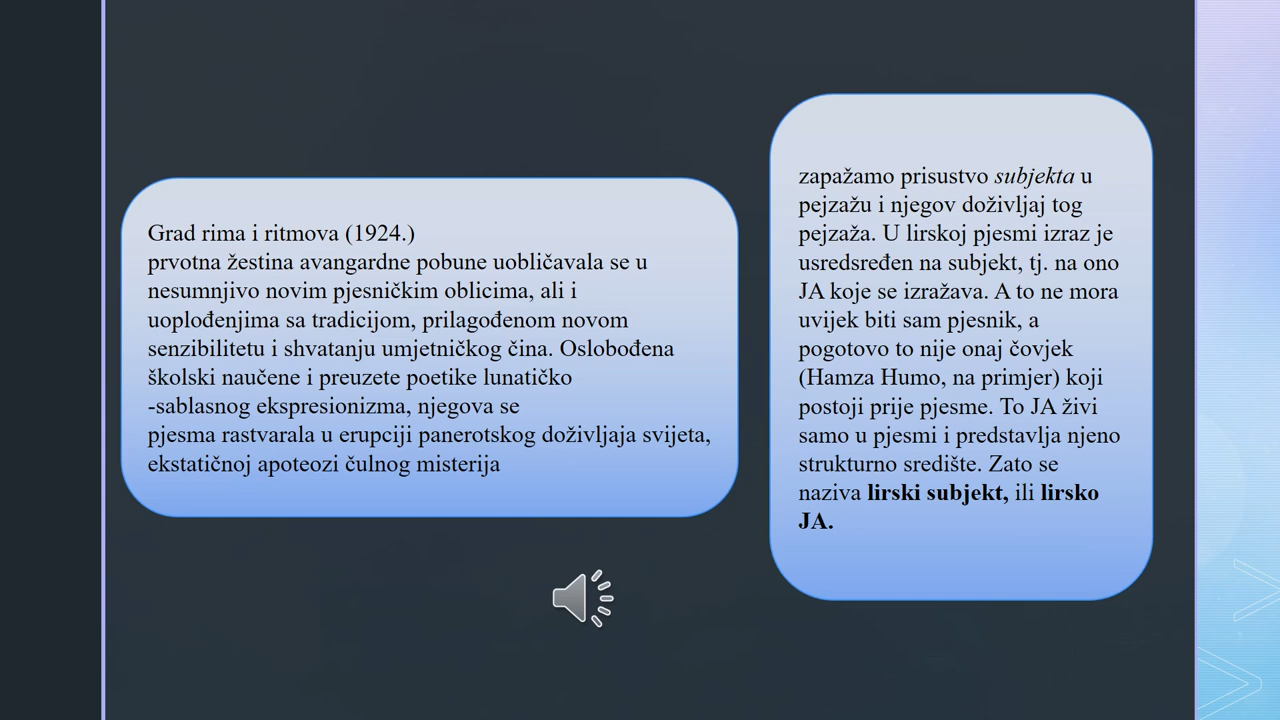 Grad rima i ritmova (1924.)
prvotna žestina avangardne pobune uobličavala se u
nesumnjivo novim pjesničkim oblicima, ali i
uoplođenjima sa tradicijom, prilagođenom novom
senzibilitetu i shvatanju umjetničkog čina. Oslobođena
školski naučene i preuzete poetike lunatičko
-sablasnog ekspresionizma, njegova se
pjesma rastvarala u erupciji panerotskog doživljaja svijeta,
ekstatičnoj apoteozi čulnog misterija
zapažamo prisustvo subjekta u
pejzažu i njegov doživljaj tog
pejzaža. U lirskoj pjesmi izraz je
usredsređen na subjekt, tj. na ono
JA koje se izražava. A to ne mora
uvijek biti sam pjesnik, a
pogotovo to nije onaj čovjek
(Hamza Humo, na primjer) koji
postoji prije pjesme. To JA živi
samo u pjesmi i predstavlja njeno
strukturno središte. Zato se
naziva lirski subjekt, ili lirsko
JA.